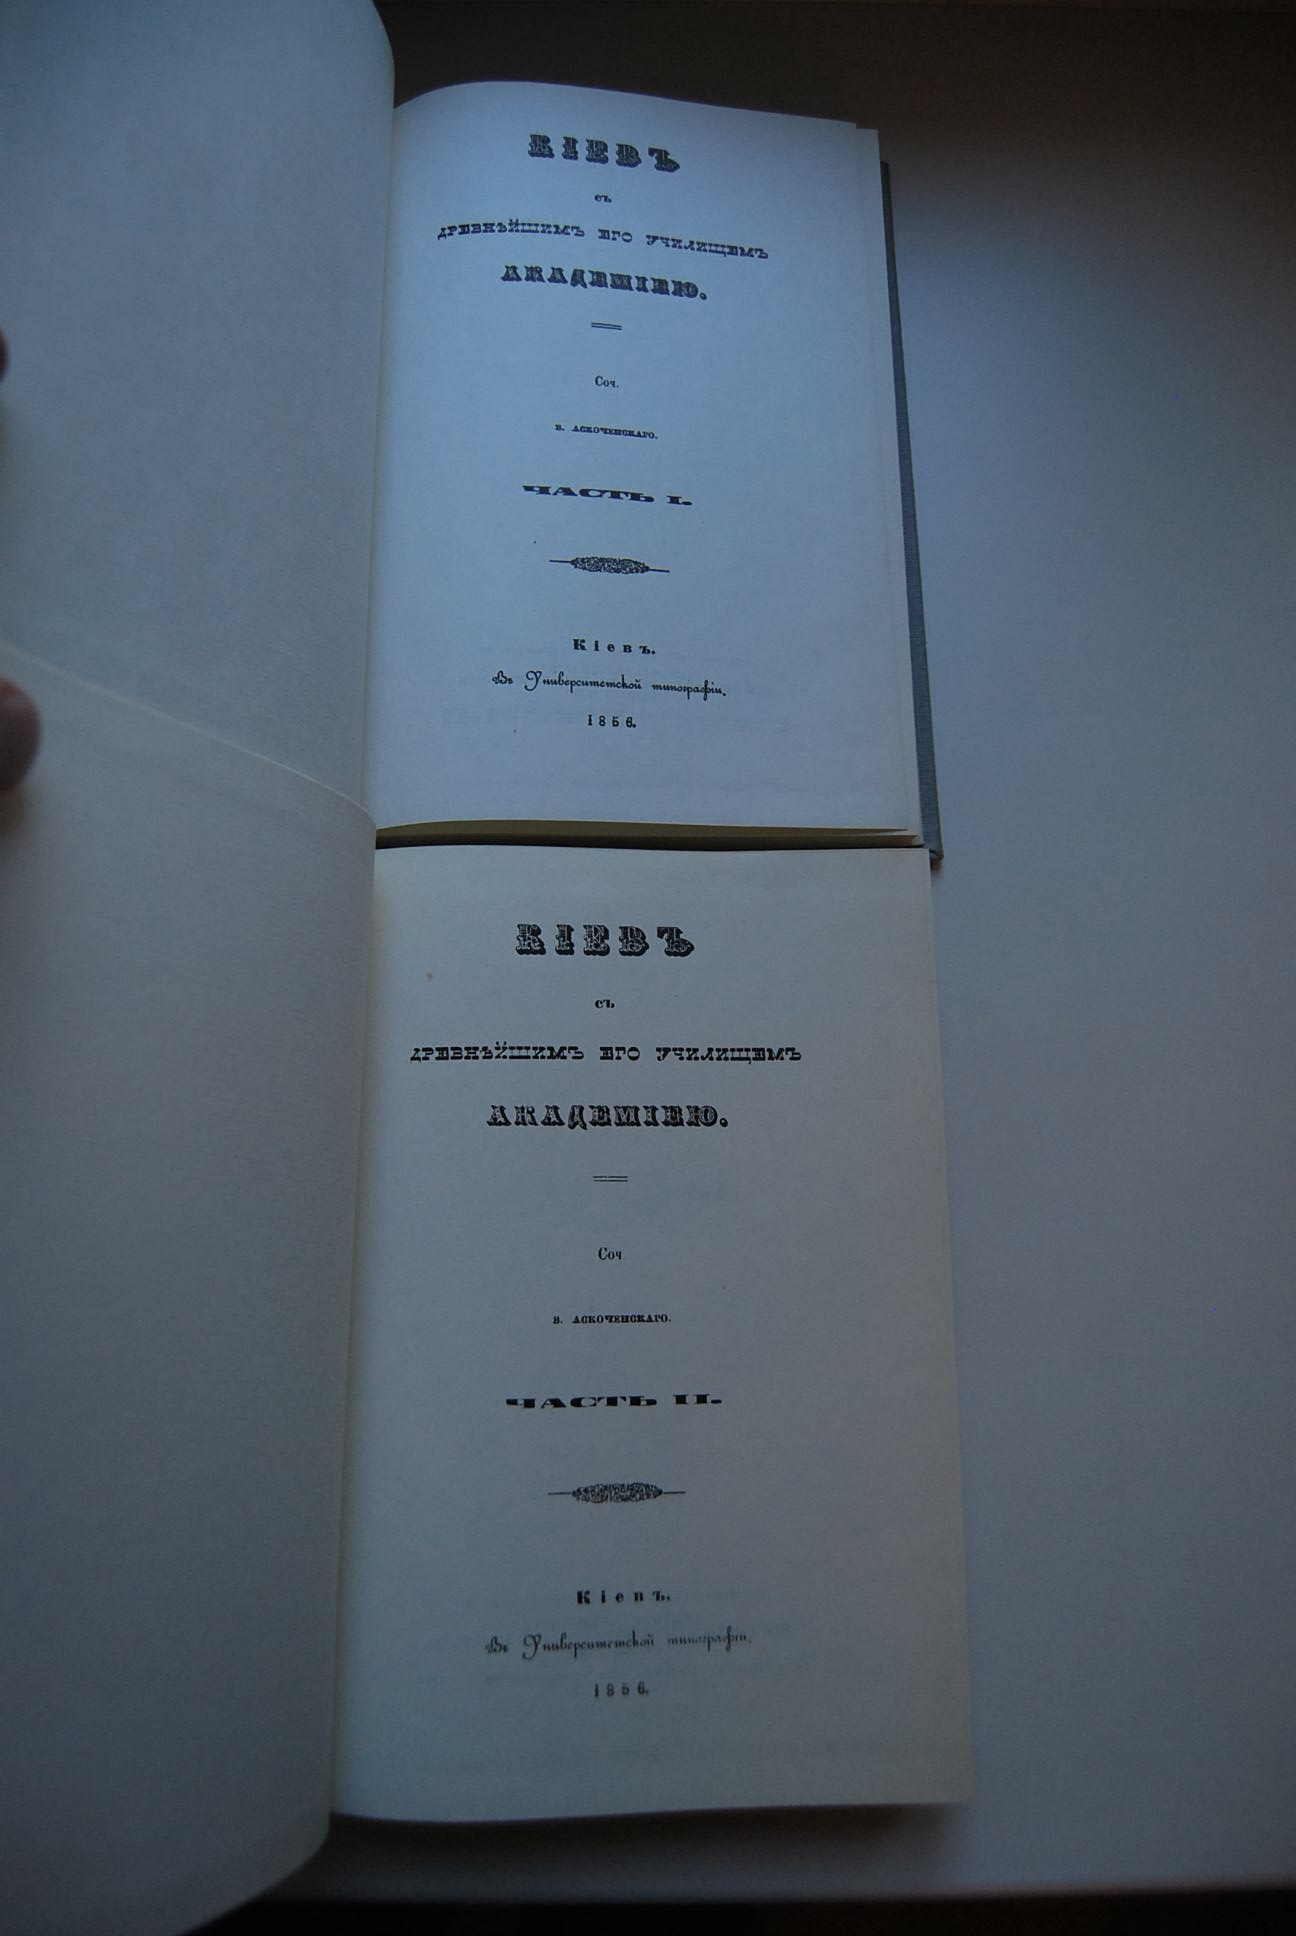 КІЕВЪ
съ
ДРЕВНѢЙШИМЪ ЕГО УЧИЛИЩЕМЪ
АКАДЕМІЕЮ.
Соч.
В. АСКОЧЕНСКАГО.
ЧАСТЬ I.
Кіевъ.
Въ Университетской типографіи.
1856.
КІЕВЪ
съ
ДРЕВНѢЙШИМЪ ЕГО УЧИЛИЩЕМЪ
АКАДЕМІЕЮ.
Соч
В. АСКОЧЕНСКАГО.
ЧАСТЬ II.
Кіевъ.
Въ Университетской типографіи.
1856.